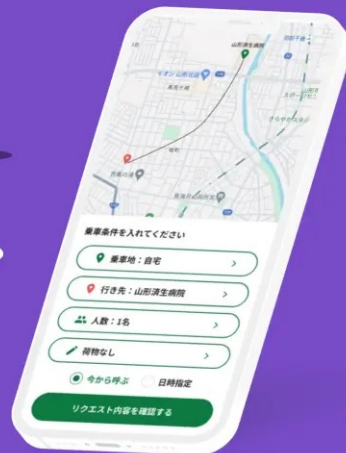 山形済生病院
イオン 山形北店
乗車条件を入れてください
乗車地：自宅
行き先：山形済生病院
人数：1名
荷物なし
今から呼ぶ 日時指定
リクエスト内容を確認する